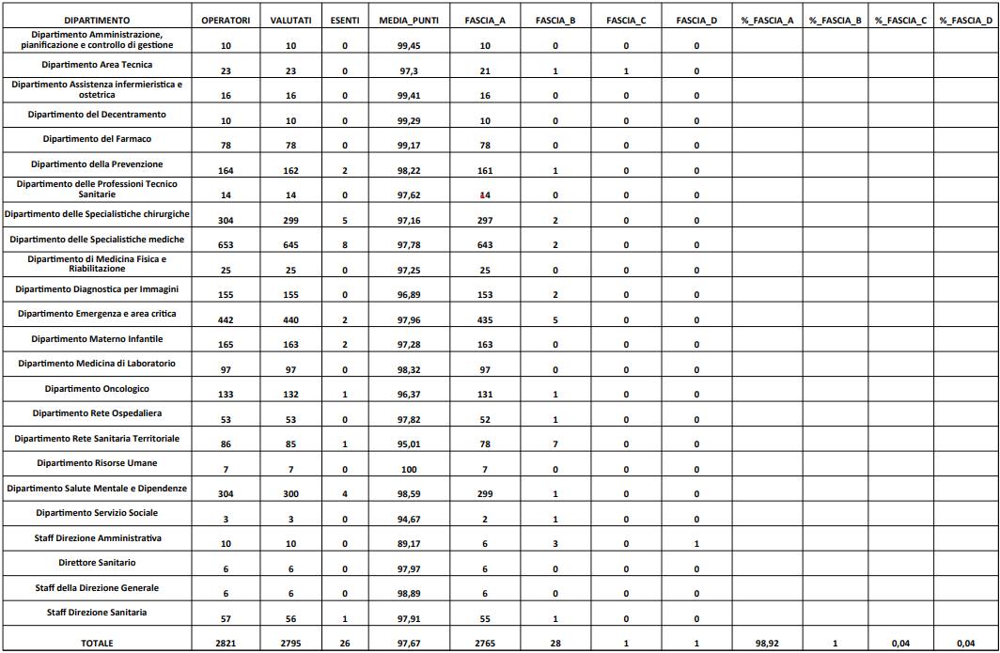 DIPARTIMENTO OPERATORI VALUTATI ESENTI MEDIA_PUNTI FASCIA_A FASCIA_B FASCIA_C FASCIA_D %_FASCIA_A %_FASCIA_B %_FASCIA_C %_FASCIA_D
Dipartimento Amministrazione,
pianificazione e controllo di gestione 10 10 0 99,45 10 0 0 0
Dipartimento Area Tecnica 23 23 0 97,3 21 1 1 0
Dipartimento Assistenza infermieristica e
ostetrica 16 16 0 99,41 16 0 0 0
Dipartimento del Decentramento 10 10 0 99,29 10 0 0 0
Dipartimento del Farmaco 78 78 0 99,17 78 0 0 0
Dipartimento della Prevenzione 164 162 2 98,22 161 1 0 0
Dipartimento delle Professioni Tecnico
Sanitarie 14 14 0 97,62 14 0 0 0
Dipartimento delle Specialistiche chirurgiche 304 299 5 97,16 297 2 0 0
Dipartimento delle Specialistiche mediche 653 645 8 97,78 643 2 0 0
Dipartimento di Medicina Fisica e
Riabilitazione 25 25 0 97,25 25 0 0 0
Dipartimento Diagnostica per Immagini 155 155 0 96,89 153 2 0 0
Dipartimento Emergenza e area critica 442 440 2 97,96 435 5 0 0
Dipartimento Materno Infantile 165 163 2 97,28 163 0 0 0
Dipartimento Medicina di Laboratorio 97 97 0 98,32 97 0 0 0
Dipartimento Oncologico 133 132 1 96,37 131 1 0 0
Dipartimento Rete Ospedaliera 53 53 0 97,82 52 1 0 0
Dipartimento Rete Sanitaria Territoriale 86 85 1 95,01 78 7 0 0
Dipartimento Risorse Umane 7 7 0 100 7 0 0 0
Dipartimento Salute Mentale e Dipendenze 304 300 4 98,59 299 1 0 0
Dipartimento Servizio Sociale 3 3 0 94,67 2 1 0 0
Staff Direzione Amministrativa 10 10 0 89,17 6 3 0 1
Direttore Sanitario 6 6 0 97,97 6 0 0 0
Staff della Direzione Generale 6 6 0 98,89 6 0 0 0
Staff Direzione Sanitaria 57 56 1 97,91 55 1 0 0
TOTALE 2821 2795 26 97,67 2765 28 1 1 98,92 1 0,04 0,04